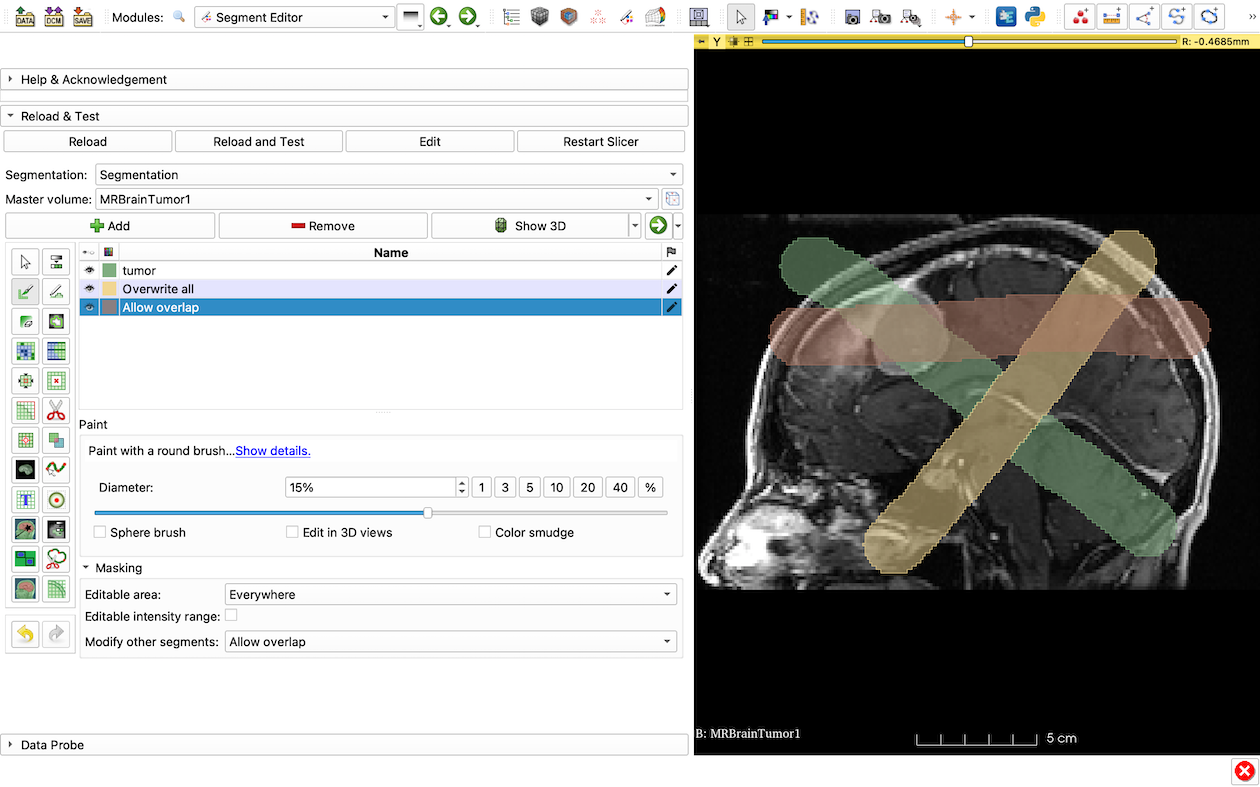 DATA DCM SAVE Modules: Segment Editor
Y R: -0.4685mm
Help & Acknowledgement
Reload & Test
Reload Reload and Test Edit Restart Slicer
Segmentation: Segmentation
Master volume: MRBrainTumor1
Add Remove Show 3D
Name
tumor
Overwrite all
Allow overlap
Paint
Paint with a round brush...Show details.
Diameter: 15% 1 3 5 10 20 40 %
Sphere brush Edit in 3D views Color smudge
Masking
Editable area: Everywhere
Editable intensity range:
Modify other segments: Allow overlap
B: MRBrainTumor1
5 cm
Data Probe